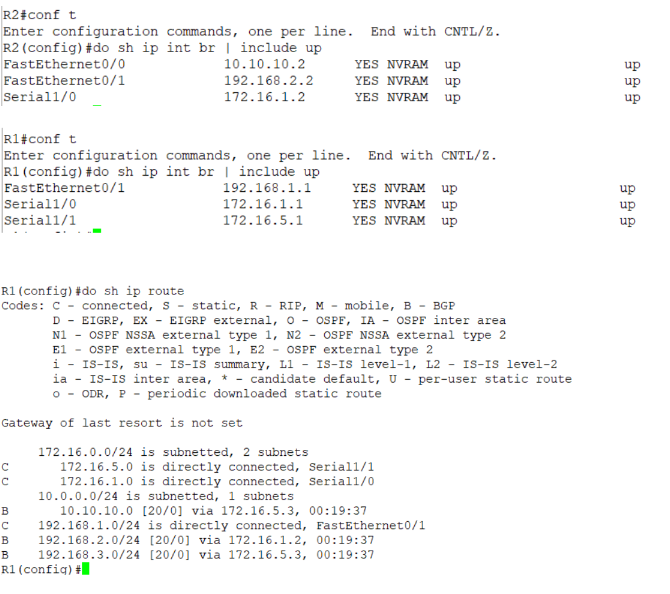 R2#conf t
Enter configuration commands, one per line.  End with CNTL/Z.
R2(config)#do sh ip int br | include up
FastEthernet0/0            10.10.10.2      YES NVRAM  up                    up
FastEthernet0/1            192.168.2.2     YES NVRAM  up                    up
Serial1/0                  172.16.1.2      YES NVRAM  up                    up
R1#conf t
Enter configuration commands, one per line.  End with CNTL/Z.
R1(config)#do sh ip int br | include up
FastEthernet0/1            192.168.1.1     YES NVRAM  up                    up
Serial1/0                  172.16.1.1      YES NVRAM  up                    up
Serial1/1                  172.16.5.1      YES NVRAM  up                    up
R1(config)#do sh ip route
Codes: C - connected, S - static, R - RIP, M - mobile, B - BGP
       D - EIGRP, EX - EIGRP external, O - OSPF, IA - OSPF inter area
       N1 - OSPF NSSA external type 1, N2 - OSPF NSSA external type 2
       E1 - OSPF external type 1, E2 - OSPF external type 2
       i - IS-IS, su - IS-IS summary, L1 - IS-IS level-1, L2 - IS-IS level-2
       ia - IS-IS inter area, * - candidate default, U - per-user static route
       o - ODR, P - periodic downloaded static route
Gateway of last resort is not set
     172.16.0.0/24 is subnetted, 2 subnets
C       172.16.5.0 is directly connected, Serial1/1
C       172.16.1.0 is directly connected, Serial1/0
     10.0.0.0/24 is subnetted, 1 subnets
B       10.10.10.0 [20/0] via 172.16.5.3, 00:19:37
C    192.168.1.0/24 is directly connected, FastEthernet0/1
B    192.168.2.0/24 [20/0] via 172.16.1.2, 00:19:37
B    192.168.3.0/24 [20/0] via 172.16.5.3, 00:19:37
R1(config)#